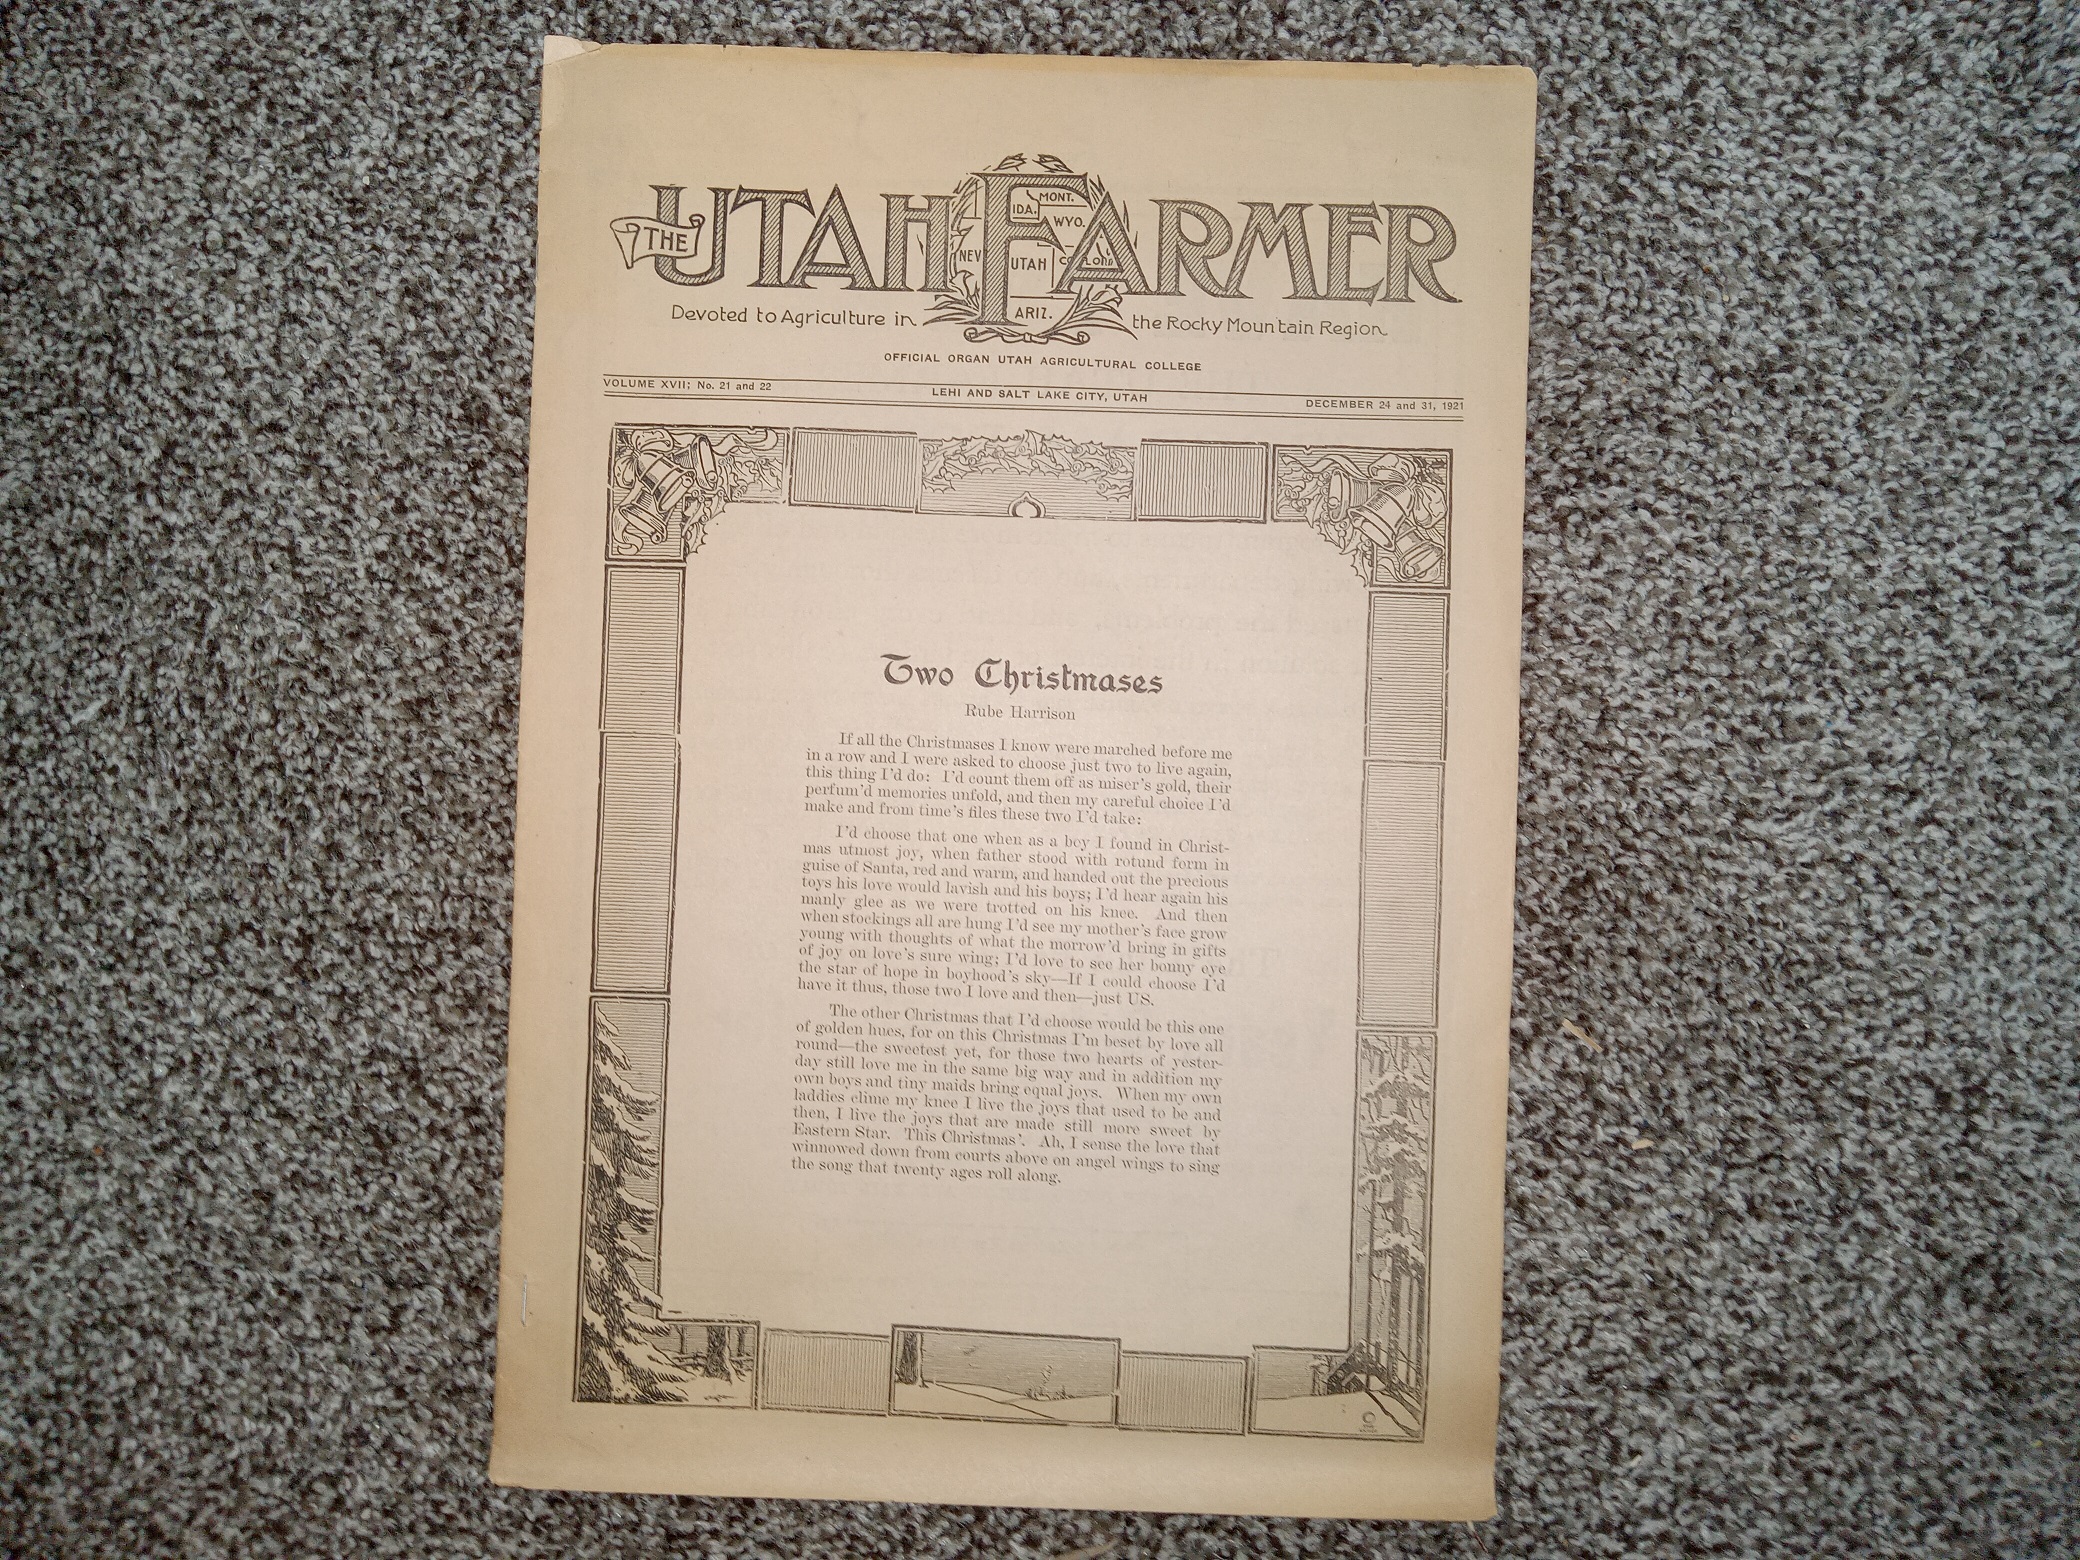 THE UTAH FARMER
MONT.
IDA.
WYO.
NEV
UTAH
COLORA
ARIZ.
Devoted to Agriculture in the Rocky Mountain Region
OFFICIAL ORGAN UTAH AGRICULTURAL COLLEGE
VOLUME XVII; No. 21 and 22 LEHI AND SALT LAKE CITY, UTAH DECEMBER 24 and 31, 1921
Two Christmases
Rube Harrison
If all the Christmases I know were marched before me
in a row and I were asked to choose just two to live again,
this thing I'd do: I'd count them off as miser's gold, their
perfum'd memories unfold, and then my careful choice I'd
make and from time's files these two I'd take:
I'd choose that one when as a boy I found in Christ-
mas utmost joy, when father stood with rotund form in
guise of Santa, red and warm, and handed out the precious
toys his love would lavish and his boys; I'd hear again his
manly glee as we were trotted on his knee. And then
when stockings all are hung I'd see my mother's face grow
young with thoughts of what the morrow'd bring in gifts
of joy on love's sure wing; I'd love to see her bonny eye
the star of hope in boyhood's sky—If I could choose I'd
have it thus, those two I love and then—just US.
The other Christmas that I'd choose would be this one
of golden hues, for on this Christmas I'm beset by love all
round—the sweetest yet, for those two hearts of yester-
day still love me in the same big way and in addition my
own boys and tiny maids bring equal joys. When my own
laddies clime my knee I live the joys that used to be and
then, I live the joys that are made still more sweet by
Eastern Star. This Christmas'. Ah, I sense the love that
winnowed down from courts above on angel wings to sing
the song that twenty ages roll along.